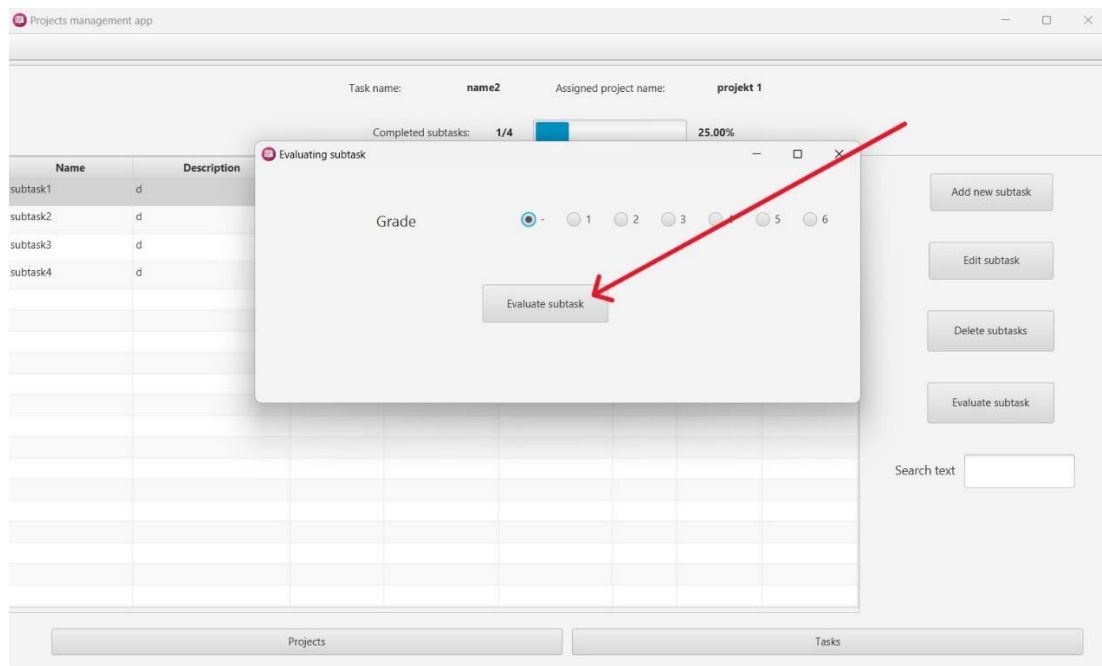 Projects management app
Task name: name2 Assigned project name: projekt 1
Completed subtasks: 1/4 25.00%
Evaluating subtask
Name Description
subtask1 d
subtask2 d
subtask3 d
subtask4 d
Grade - 1 2 3 4 5 6
Evaluate subtask
Add new subtask
Edit subtask
Delete subtasks
Evaluate subtask
Search text
Projects Tasks